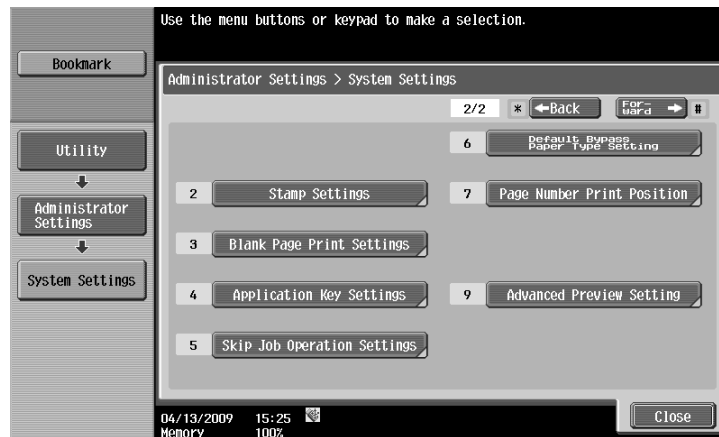 Use the menu buttons or keypad to make a selection.
Bookmark
Administrator Settings > System Settings
2/2 * ←Back For-ward → #
Utility
Administrator
Settings
System Settings
6 Default Bypass
Paper Type Setting
2 Stamp Settings
7 Page Number Print Position
3 Blank Page Print Settings
4 Application Key Settings
9 Advanced Preview Setting
5 Skip Job Operation Settings
04/13/2009 15:25
Memory 100%
Close